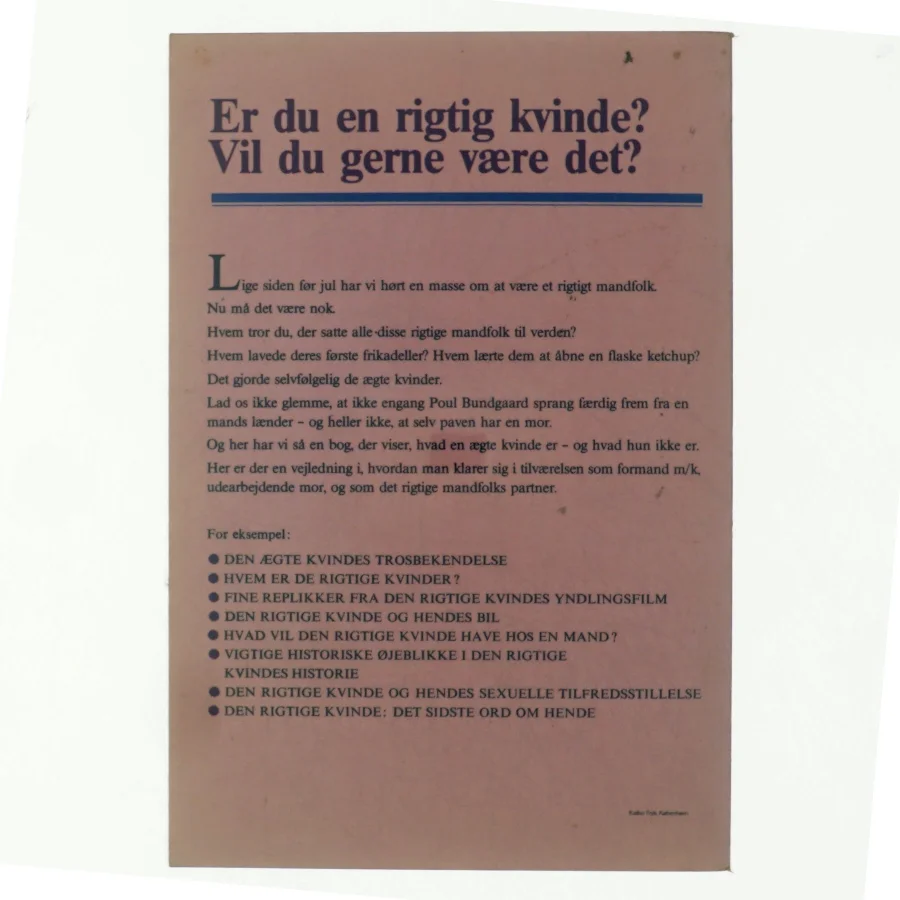 Er du en rigtig kvinde?
Vil du gerne være det?
Lige siden før jul har vi hørt en masse om at være et rigtigt mandfolk.
Nu må det være nok.
Hvem tror du, der satte alle disse rigtige mandfolk til verden?
Hvem lavede deres første frikadeller? Hvem lærte dem at åbne en flaske ketchup?
Det gjorde selvfølgelig de ægte kvinder.
Lad os ikke glemme, at ikke engang Poul Bundgaard sprang færdig frem fra en
mands lænder – og heller ikke, at selv paven har en mor.
Og her har vi så en bog, der viser, hvad en ægte kvinde er – og hvad hun ikke er.
Her er der en vejledning i, hvordan man klarer sig i tilværelsen som formand m/k,
udearbejdende mor, og som det rigtige mandfolks partner.
For eksempel:
● DEN ÆGTE KVINDES TROSBEKENDELSE
● HVEM ER DE RIGTIGE KVINDER?
● FINE REPLIKKER FRA DEN RIGTIGE KVINDES YNDLINGSFILM
● DEN RIGTIGE KVINDE OG HENDES BIL
● HVAD VIL DEN RIGTIGE KVINDE HAVE HOS EN MAND?
● VIGTIGE HISTORISKE ØJEBLIKKE I DEN RIGTIGE
KVINDES HISTORIE
● DEN RIGTIGE KVINDE OG HENDES SEXUELLE TILFREDSSTILLELSE
● DEN RIGTIGE KVINDE: DET SIDSTE ORD OM HENDE